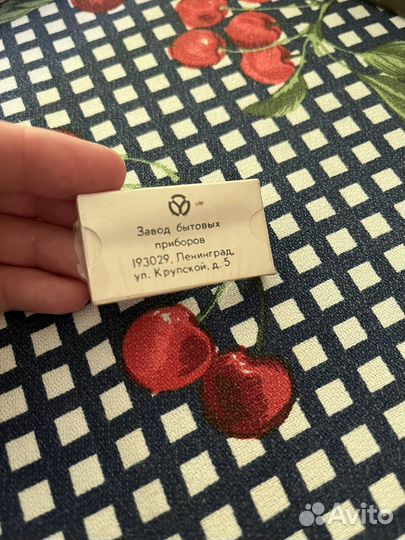 Завод бытовых
приборов
193029, Ленинград,
ул. Крупской, д. 5
Avito